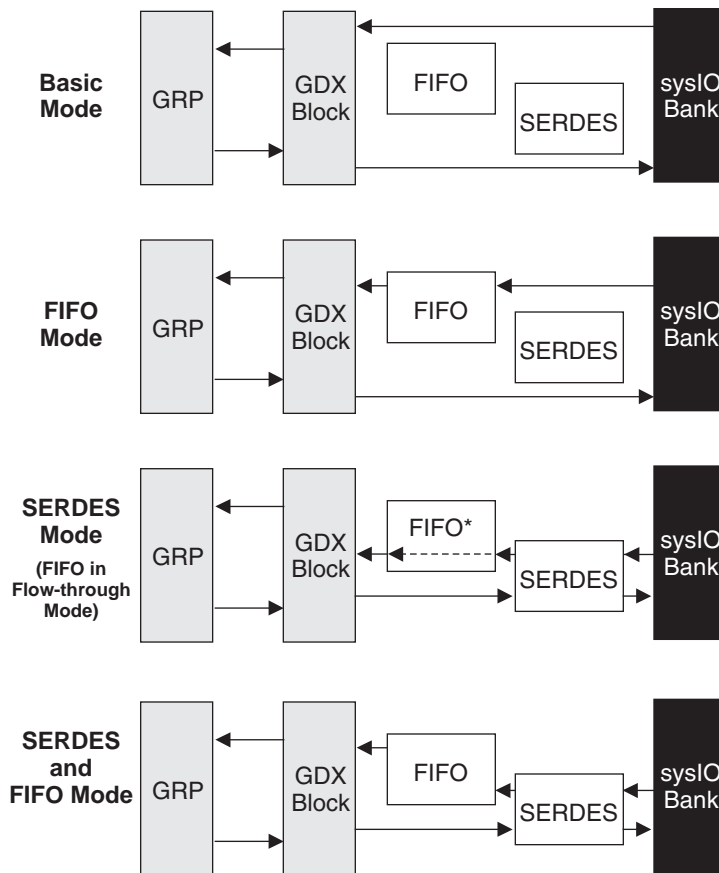 Basic
Mode
GRP
GDX
Block
FIFO
SERDES
sysIO
Bank
FIFO
Mode
GRP
GDX
Block
FIFO
SERDES
sysIO
Bank
SERDES
Mode
(FIFO in
Flow-through
Mode)
GRP
GDX
Block
FIFO*
SERDES
sysIO
Bank
SERDES
and
FIFO Mode
GRP
GDX
Block
FIFO
SERDES
sysIO
Bank